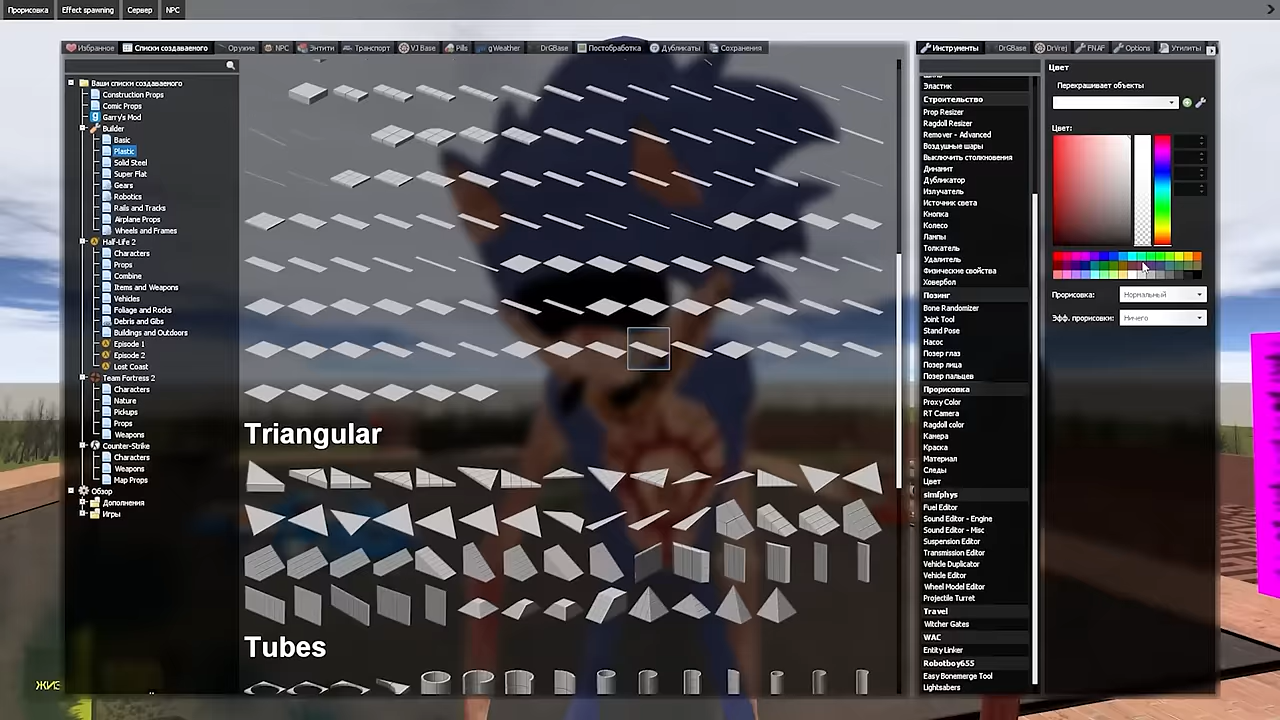 Прорисовка
Effect spawning
Сервер
NPC
Избранное
Списки создаваемого
Оружие
NPC
Энтити
Транспорт
VJ Base
Pills
gWeather
DrGBase
Постобработка
Дубликаты
Сохранения
Ваши списки создаваемого
Construction Props
Comic Props
Garry's Mod
Builder
Basic
Plastic
Solid Steel
Super Flat
Gears
Robotics
Rails and Tracks
Airplane Props
Wheels and Frames
Half-Life 2
Characters
Props
Combine
Items and Weapons
Vehicles
Foliage and Rocks
Debris and Gibs
Buildings and Outdoors
Episode 1
Episode 2
Lost Coast
Team Fortress 2
Characters
Nature
Pickups
Props
Weapons
Counter-Strike
Characters
Weapons
Map Props
Обзор
Дополнения
Игры
ЖИЗ
Triangular
Tubes
Инструменты
DrGBase
DrVrej
FNAF
Options
Утилиты
Эластик
Строительство
Prop Resizer
Ragdoll Resizer
Remover - Advanced
Воздушные шары
Выключить столкновения
Динамит
Дубликатор
Излучатель
Источник света
Кнопка
Колесо
Лампы
Толкатель
Удалитель
Физические свойства
Ховербол
Позинг
Bone Randomizer
Joint Tool
Stand Pose
Насос
Позер глаз
Позер лица
Позер пальцев
Прорисовка
Proxy Color
RT Camera
Ragdoll color
Камера
Краска
Материал
Следы
Цвет
simfphys
Fuel Editor
Sound Editor - Engine
Sound Editor - Misc
Suspension Editor
Transmission Editor
Vehicle Duplicator
Vehicle Editor
Wheel Model Editor
Projectile Turret
Travel
Witcher Gates
WAC
Entity Linker
Robotboy655
Easy Bonemerge Tool
Lightsabers
Цвет
Перекрашивает объекты
Цвет:
Прорисовка:
Нормальный
Эфф. прорисовки:
Ничего